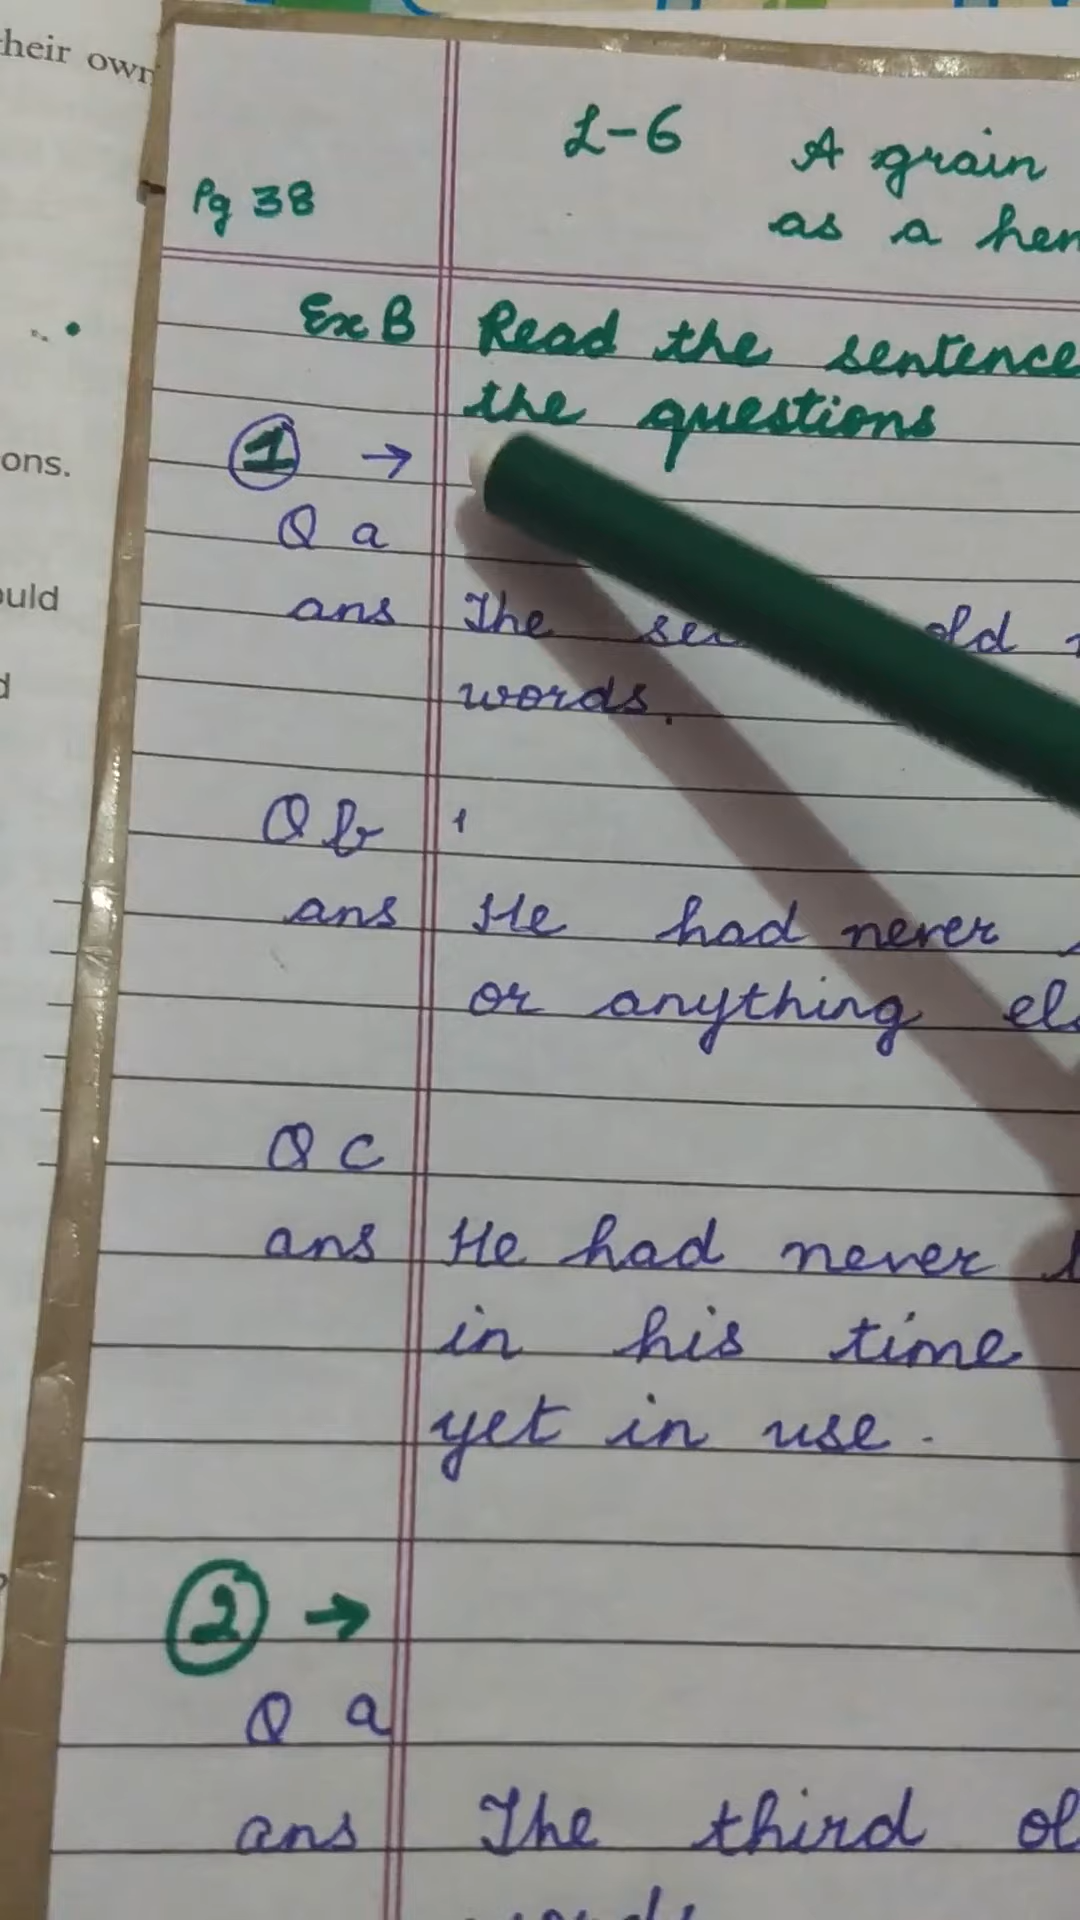 their own
L-6 A grain
Pg 38
as a hen
Ex B Read the sentence
the questions
ons.
1 →
Q a
ans The old
words.
Q b
ans He had never
or anything
Q c
ans He had never
in his time
yet in use.
2 →
Q a
ans The third